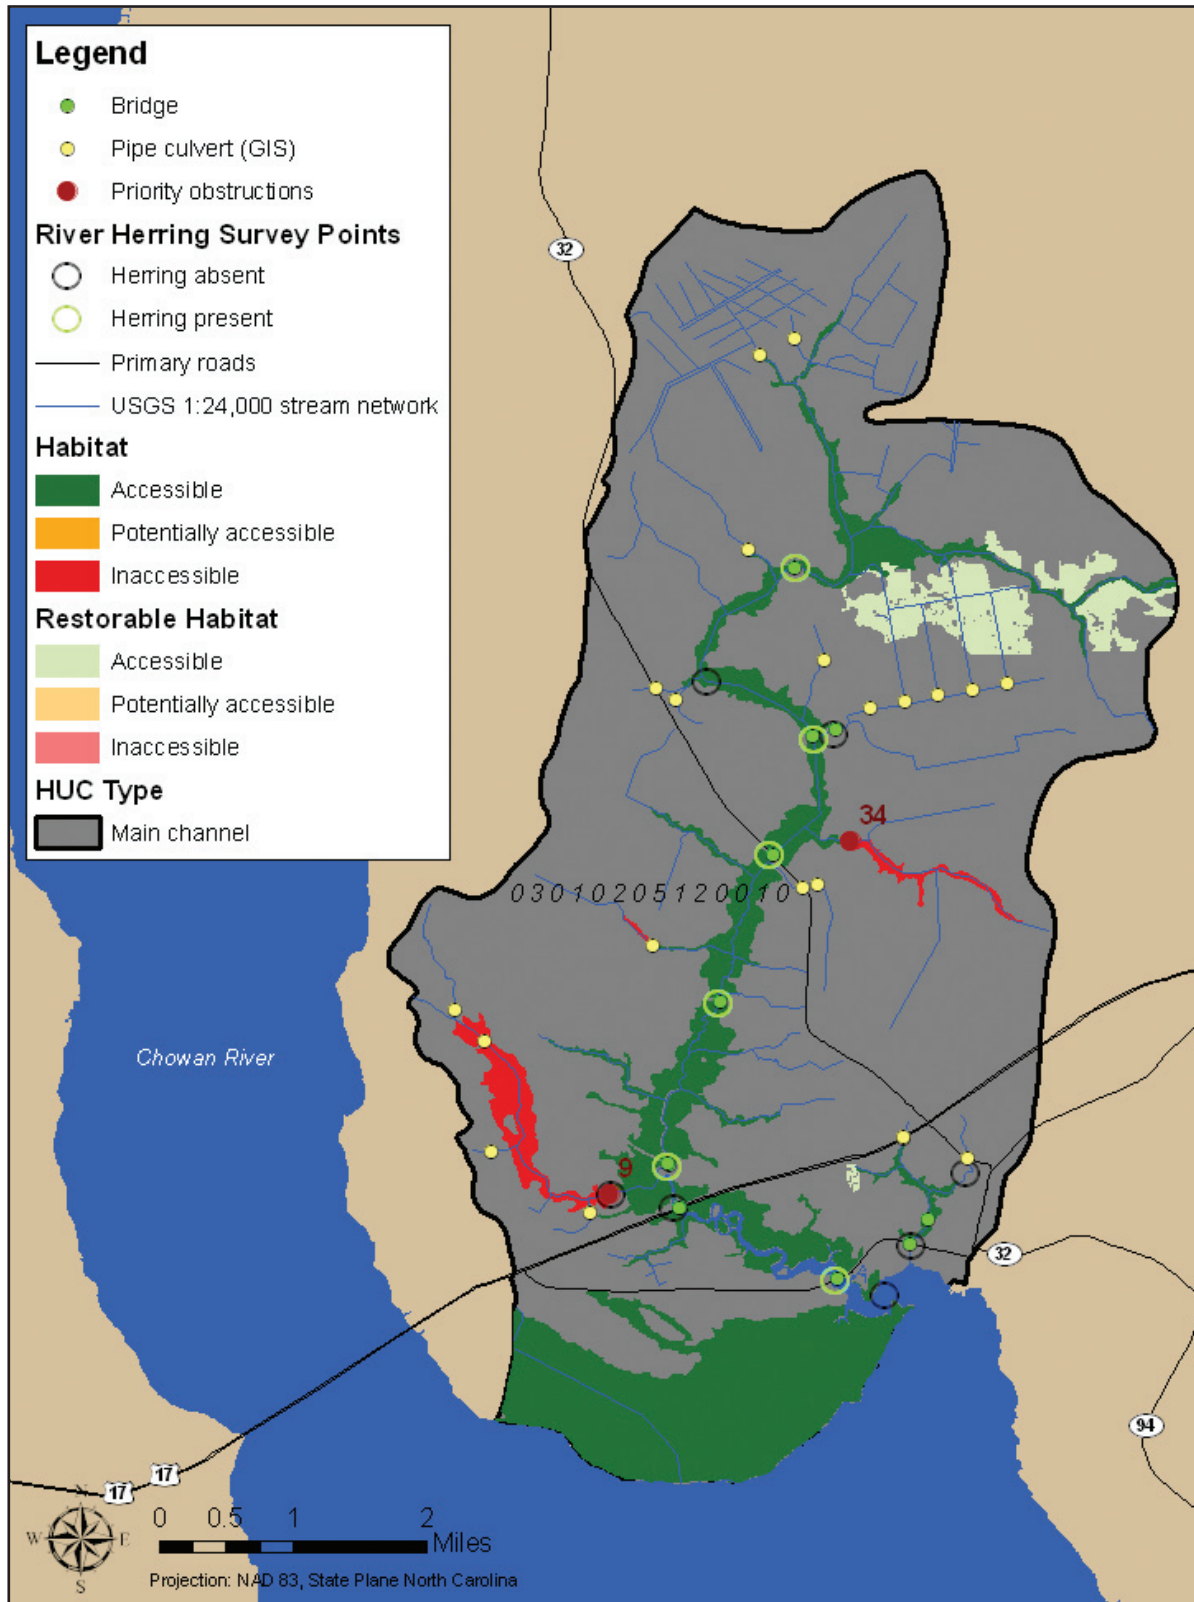 Legend
Bridge
Pipe culvert (GIS)
Priority obstructions
River Herring Survey Points
Herring absent
Herring present
Primary roads
USGS 1:24,000 stream network
Habitat
Accessible
Potentially accessible
Inaccessible
Restorable Habitat
Accessible
Potentially accessible
Inaccessible
HUC Type
Main channel
32
34
03010205120010
Chowan River
9
32
94
17
17
N
W
E
S
0
0.5
1
2
Miles
Projection: NAD 83, State Plane North Carolina